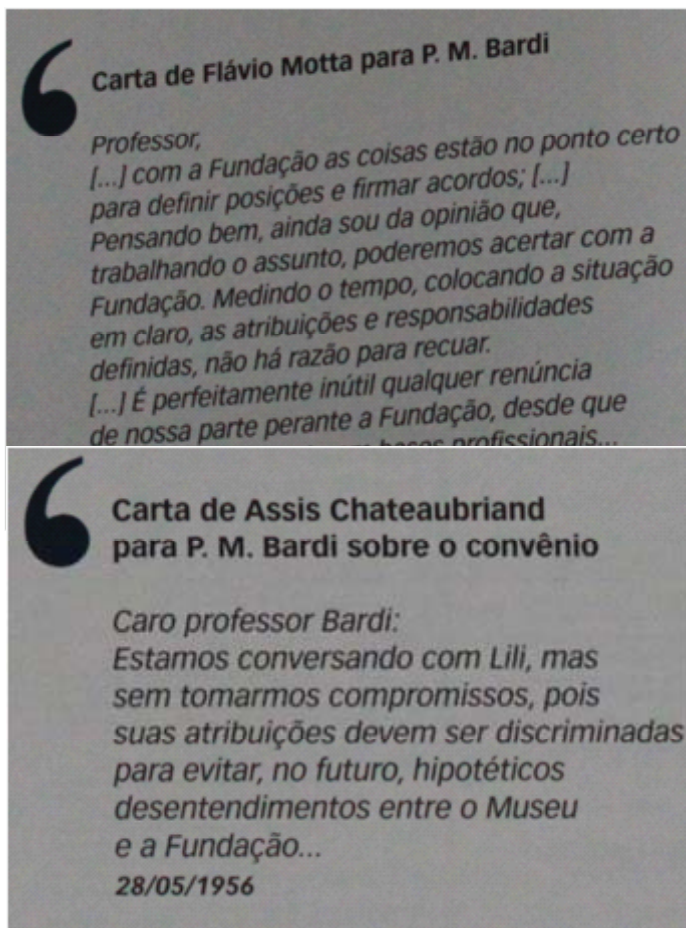 Carta de Flávio Motta para P. M. Bardi
Professor,
[...] com a Fundação as coisas estão no ponto certo
para definir posições e firmar acordos; [...]
Pensando bem, ainda sou da opinião que,
trabalhando o assunto, poderemos acertar com a
Fundação. Medindo o tempo, colocando a situação
em claro, as atribuições e responsabilidades
definidas, não há razão para recuar.
[...] É perfeitamente inútil qualquer renúncia
de nossa parte perante a Fundação, desde que
bases profissionais...
Carta de Assis Chateaubriand
para P. M. Bardi sobre o convênio
Caro professor Bardi:
Estamos conversando com Lili, mas
sem tomarmos compromissos, pois
suas atribuições devem ser discriminadas
para evitar, no futuro, hipotéticos
desentendimentos entre o Museu
e a Fundação...
28/05/1956